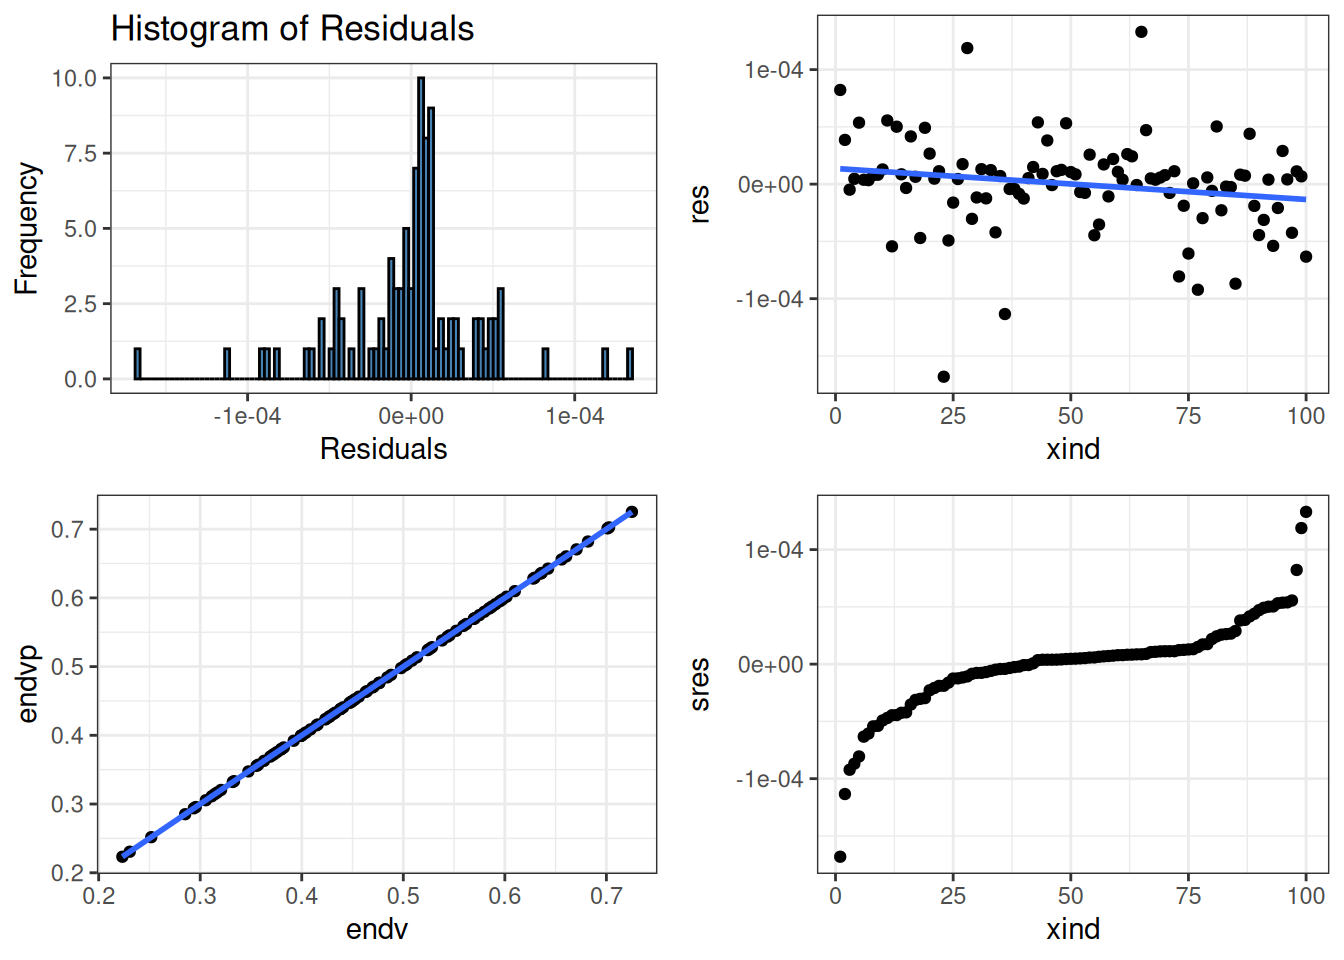 Histogram of Residuals
10.0
7.5
5.0
2.5
0.0
Frequency
-1e-04
0e+00
1e-04
Residuals
1e-04
0e+00
-1e-04
res
0
25
50
75
100
xind
0.7
0.6
0.5
0.4
0.3
0.2
endvp
0.2
0.3
0.4
0.5
0.6
0.7
endv
1e-04
0e+00
-1e-04
sres
0
25
50
75
100
xind